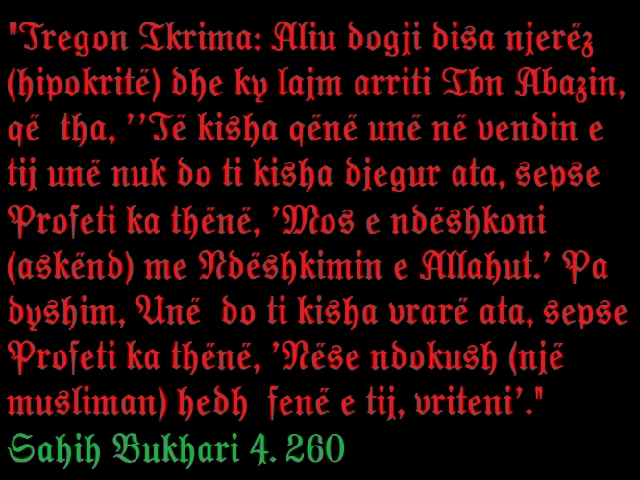 "Tregon Ikrima: Aliu dogji disa njerëz
(hipokritë) dhe ky lajm arriti Ibn Abazin,
që tha, ''Të kisha qënë unë në vendin e
tij unë nuk do ti kisha djegur ata, sepse
Profeti ka thënë, 'Mos e ndëshkoni
(askënd) me Ndëshkimin e Allahut.' Pa
dyshim, Unë do ti kisha vrarë ata, sepse
Profeti ka thënë, 'Nëse ndokush (një
musliman) hedh fenë e tij, vriteni'."
Sahih Bukhari 4. 260